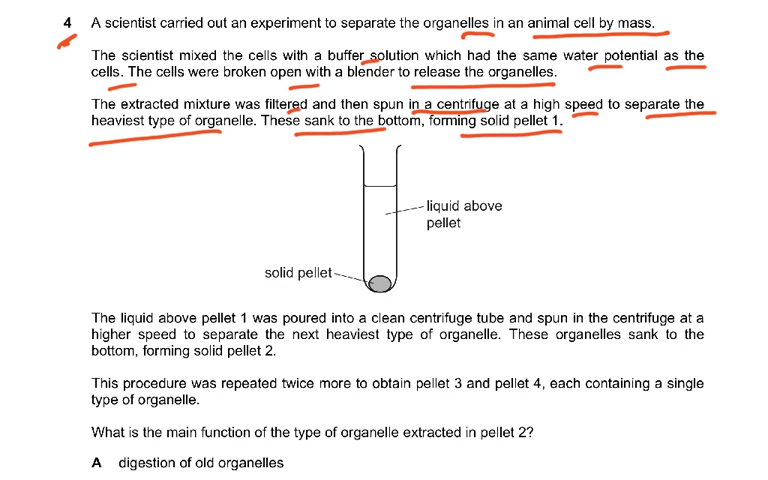 4 A scientist carried out an experiment to separate the organelles in an animal cell by mass.
The scientist mixed the cells with a buffer solution which had the same water potential as the
cells. The cells were broken open with a blender to release the organelles.
The extracted mixture was filtered and then spun in a centrifuge at a high speed to separate the
heaviest type of organelle. These sank to the bottom, forming solid pellet 1.
liquid above
pellet
solid pellet
The liquid above pellet 1 was poured into a clean centrifuge tube and spun in the centrifuge at a
higher speed to separate the next heaviest type of organelle. These organelles sank to the
bottom, forming solid pellet 2.
This procedure was repeated twice more to obtain pellet 3 and pellet 4, each containing a single
type of organelle.
What is the main function of the type of organelle extracted in pellet 2?
A digestion of old organelles